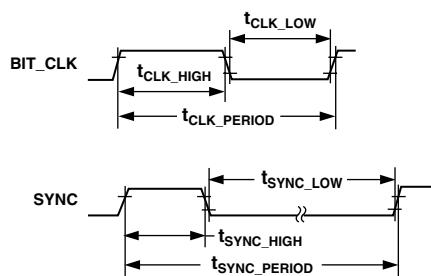 tCLK_LOW
BIT_CLK
tCLK_HIGH
tCLK_PERIOD
tSYNC_LOW
SYNC
tSYNC_HIGH
tSYNC_PERIOD